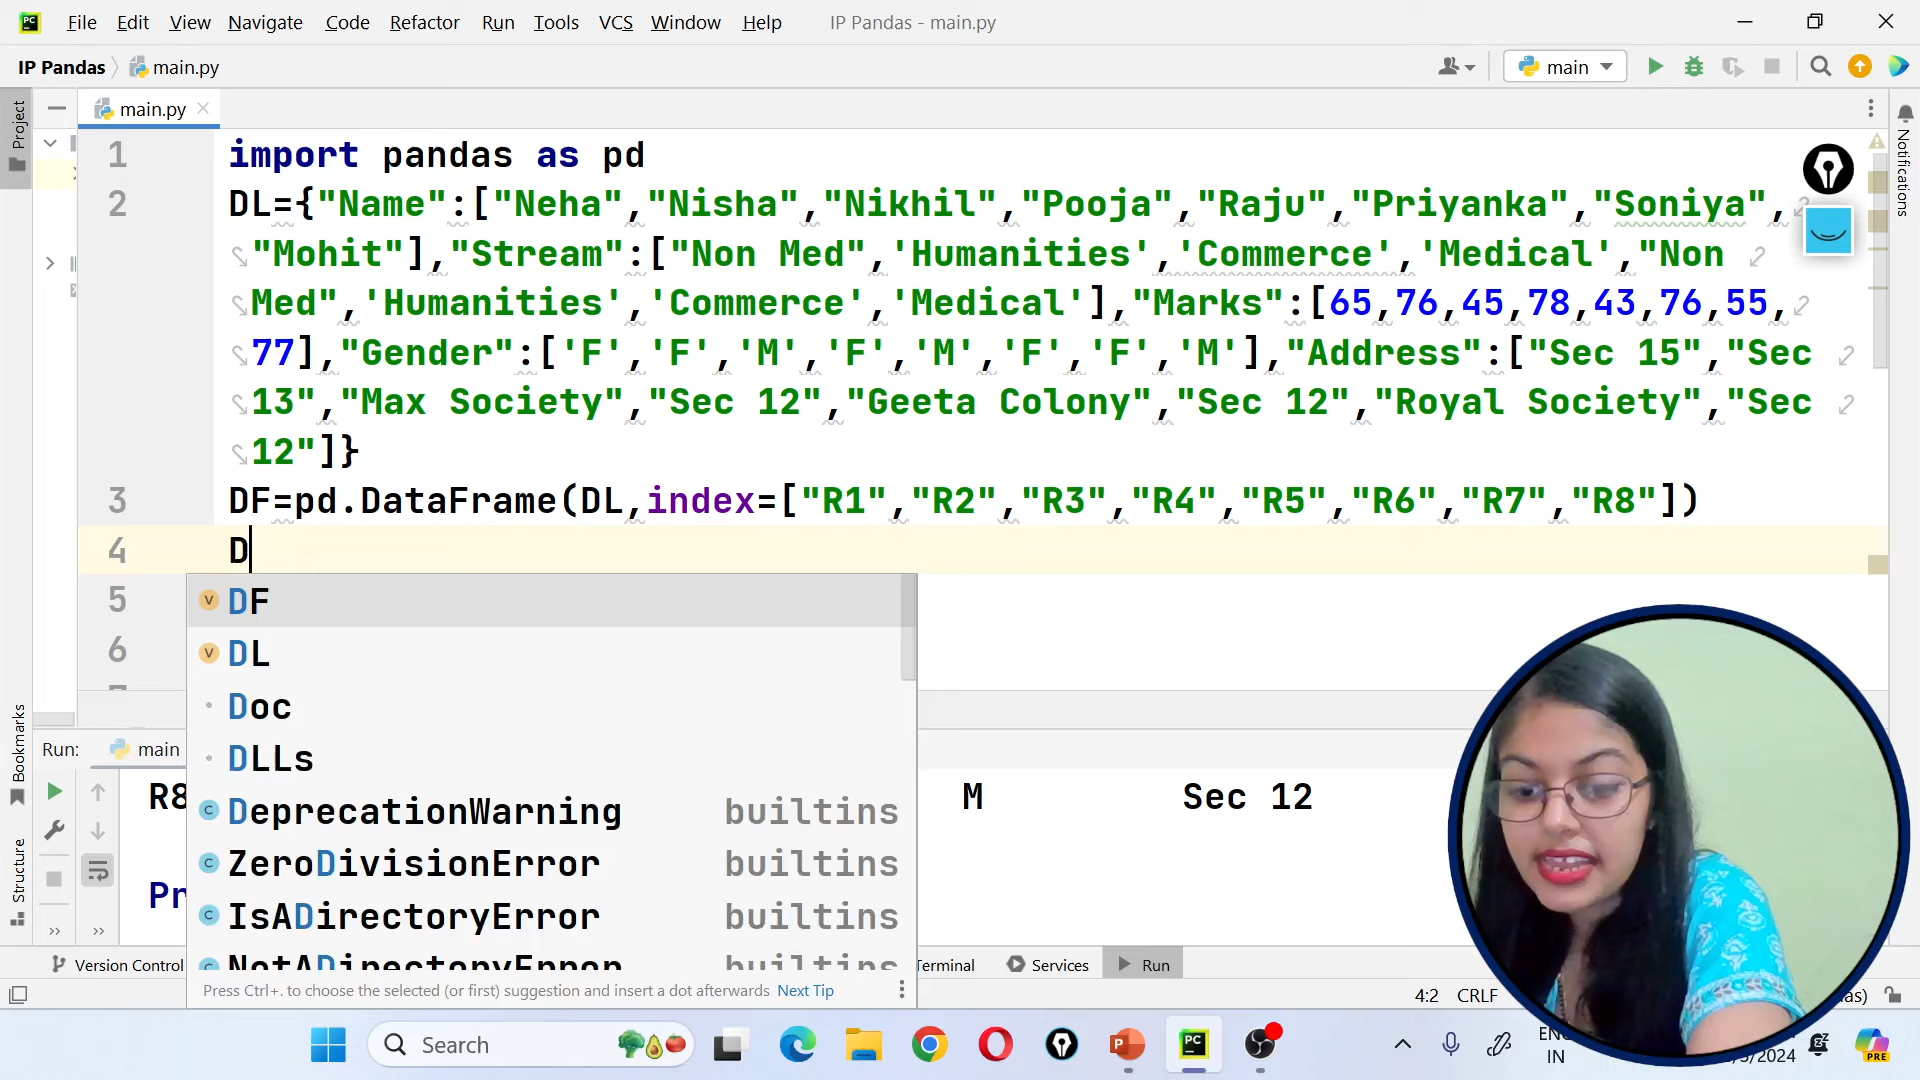 File Edit View Navigate Code Refactor Run Tools VCS Window Help IP Pandas - main.py
IP Pandas main.py main
main.py
Project
Notifications
1 import pandas as pd
2 DL={"Name":["Neha","Nisha","Nikhil","Pooja","Raju","Priyanka","Soniya",
"Mohit"],"Stream":["Non Med",'Humanities','Commerce','Medical',"Non
Med",'Humanities','Commerce','Medical'],"Marks":[65,76,45,78,43,76,55,
77],"Gender":['F','F','M','F','M','F','F','M'],"Address":["Sec 15","Sec
13","Max Society","Sec 12","Geeta Colony","Sec 12","Royal Society","Sec
12"]}
3 DF=pd.DataFrame(DL,index=["R1","R2","R3","R4","R5","R6","R7","R8"])
4 D
5
6
DF
DL
Doc
DLLs
DeprecationWarning builtins
ZeroDivisionError builtins
IsADirectoryError builtins
NotADirectoryError builtins
Press Ctrl+. to choose the selected (or first) suggestion and insert a dot afterwards Next Tip
Bookmarks
Structure
Run: main
R8 M Sec 12
Pr
Version Control Terminal Services Run
4:2 CRLF
Search
IN
2024
PRE